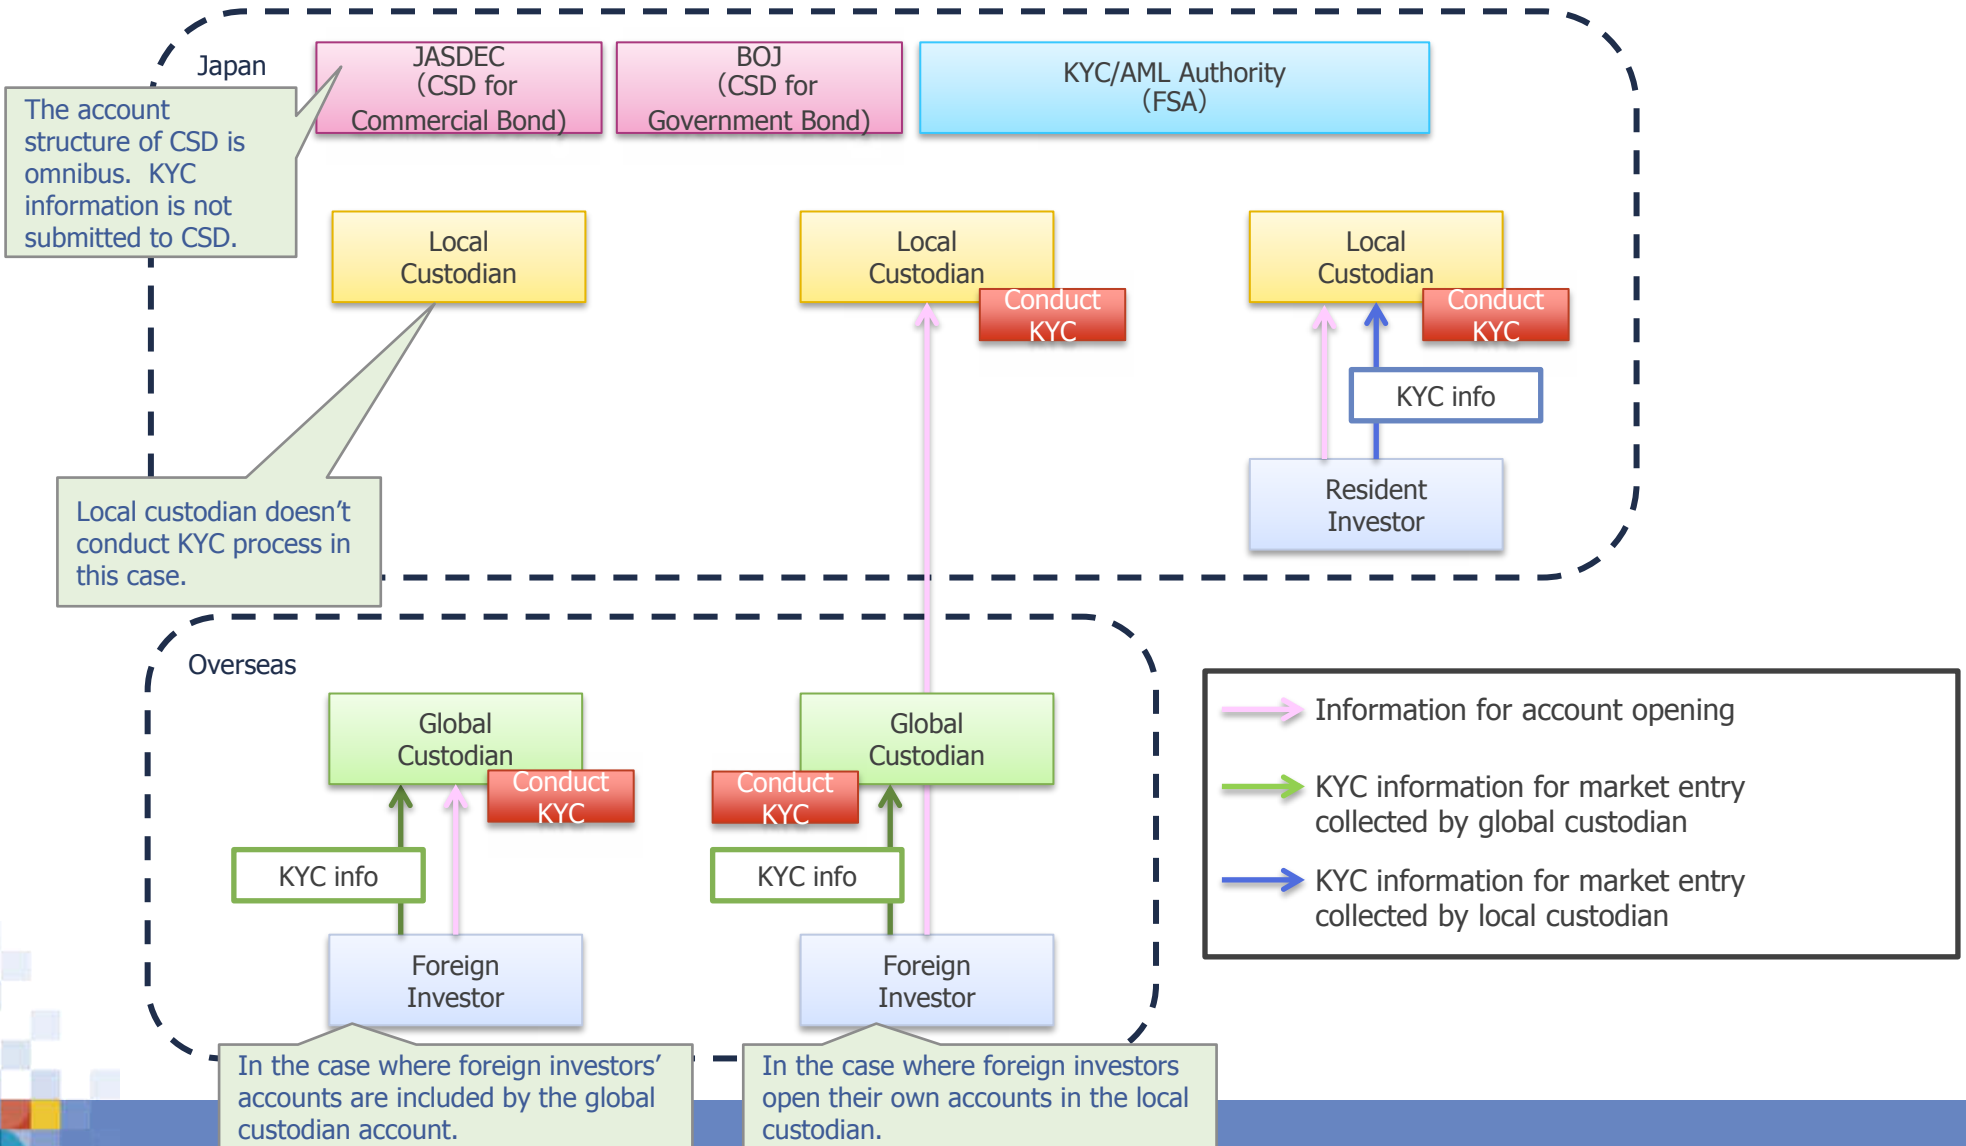 Japan
JASDEC
（CSD for
Commercial Bond)
BOJ
（CSD for
Government Bond)
KYC/AML Authority
（FSA）
The account
structure of CSD is
omnibus.  KYC
information is not
submitted to CSD.
Local
Custodian
Local
Custodian
Conduct
KYC
Local
Custodian
Conduct
KYC
KYC info
Resident
Investor
Local custodian doesn’t
conduct KYC process in
this case.
Overseas
Global
Custodian
Conduct
KYC
KYC info
Foreign
Investor
Global
Custodian
Conduct
KYC
KYC info
Foreign
Investor
Information for account opening
KYC information for market entry
collected by global custodian
KYC information for market entry
collected by local custodian
In the case where foreign investors’
accounts are included by the global
custodian account.
In the case where foreign investors
open their own accounts in the local
custodian.